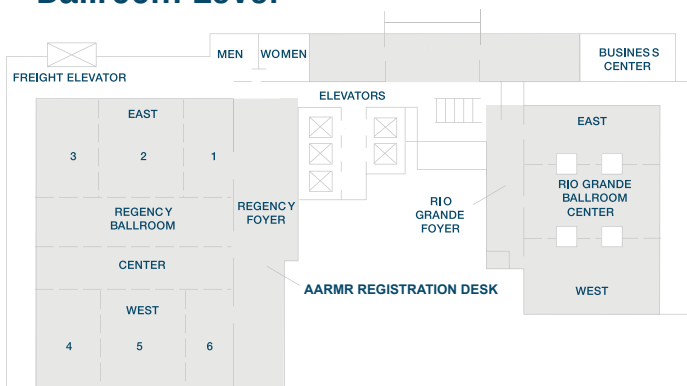 MEN
WOMEN
BUSINESS
CENTER
FREIGHT ELEVATOR
ELEVATORS
EAST
3
2
1
REGENCY
BALLROOM
REGENCY
FOYER
CENTER
WEST
4
5
6
RIO
GRANDE
FOYER
AARMR REGISTRATION DESK
EAST
RIO GRANDE
BALLROOM
CENTER
WEST